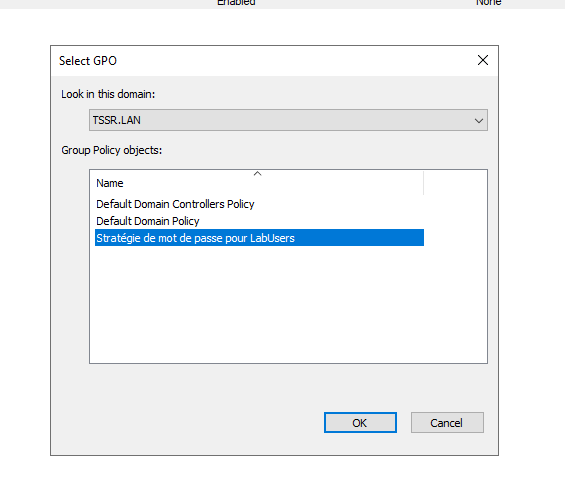 Enabled
None
Select GPO
Look in this domain:
TSSR.LAN
Group Policy objects:
Name
Default Domain Controllers Policy
Default Domain Policy
Stratégie de mot de passe pour LabUsers
OK
Cancel